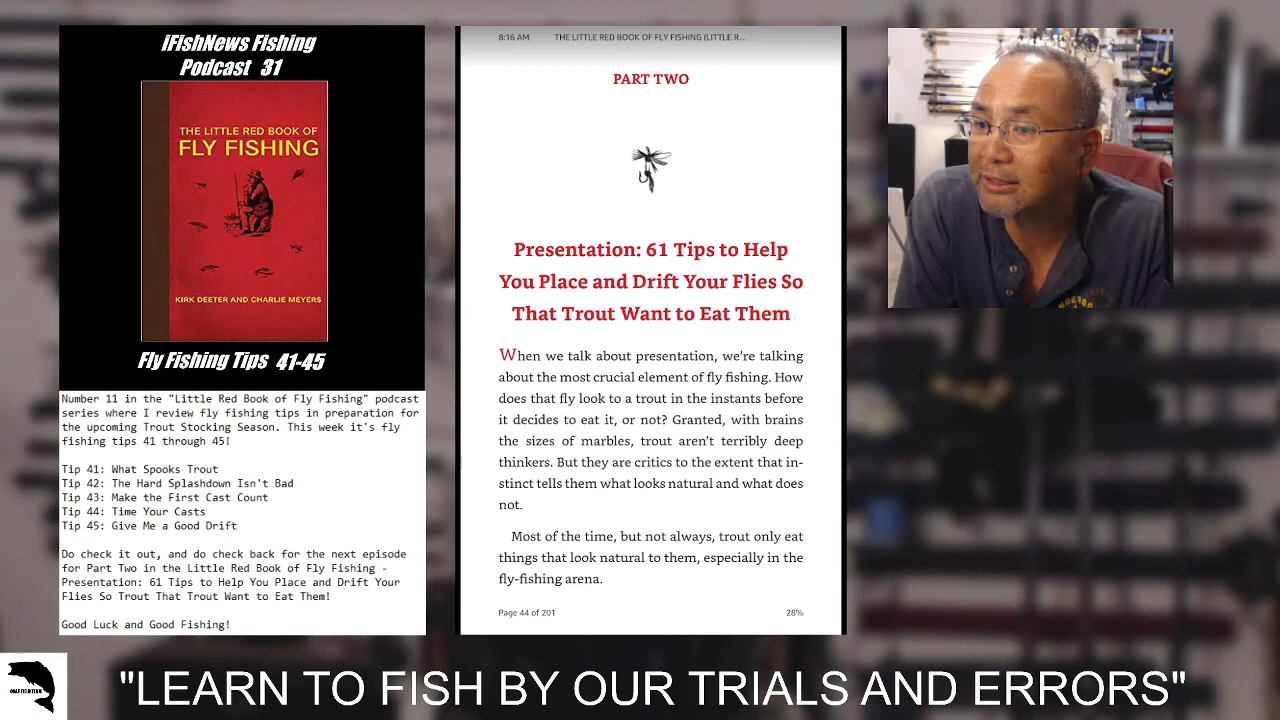 iFishNews Fishing
Podcast 31
THE LITTLE RED BOOK OF
FLY FISHING
KIRK DEETER AND CHARLIE MEYERS
Fly Fishing Tips 41-45
Number 11 in the "Little Red Book of Fly Fishing" podcast
series where I review fly fishing tips in preparation for
the upcoming Trout Stocking Season. This week it's fly
fishing tips 41 through 45!
Tip 41: What Spooks Trout
Tip 42: The Hard Splashdown Isn't Bad
Tip 43: Make the First Cast Count
Tip 44: Time Your Casts
Tip 45: Give Me a Good Drift
Do check it out, and do check back for the next episode
for Part Two in the Little Red Book of Fly Fishing -
Presentation: 61 Tips to Help You Place and Drift Your
Flies So Trout That Trout Want to Eat Them!
Good Luck and Good Fishing!
8:16 AM THE LITTLE RED BOOK OF FLY FISHING (LITTLE R...
PART TWO
Presentation: 61 Tips to Help
You Place and Drift Your Flies So
That Trout Want to Eat Them
When we talk about presentation, we're talking
about the most crucial element of fly fishing. How
does that fly look to a trout in the instants before
it decides to eat it, or not? Granted, with brains
the sizes of marbles, trout aren't terribly deep
thinkers. But they are critics to the extent that in-
stinct tells them what looks natural and what does
not.
Most of the time, but not always, trout only eat
things that look natural to them, especially in the
fly-fishing arena.
Page 44 of 201 28%
"LEARN TO FISH BY OUR TRIALS AND ERRORS"